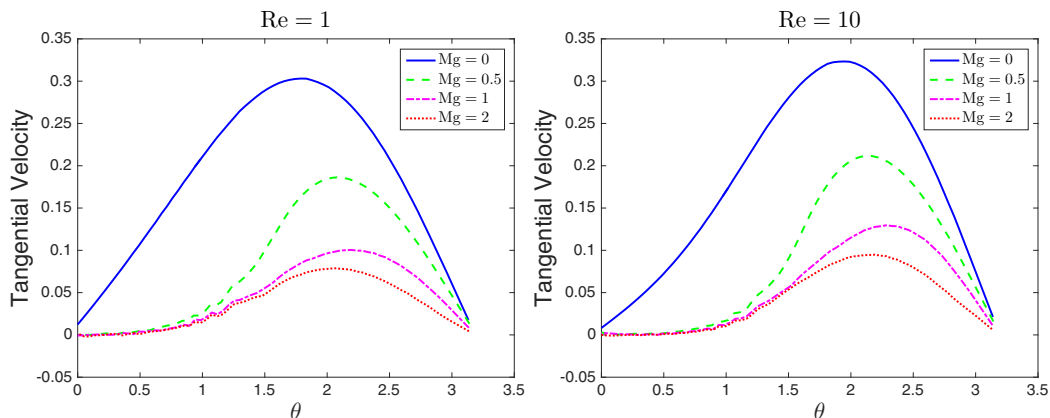 Re = 1
Tangential Velocity
0.35
0.3
0.25
0.2
0.15
0.1
0.05
0
-0.05
0 0.5 1 1.5 2 2.5 3 3.5
θ
Mg = 0
Mg = 0.5
Mg = 1
Mg = 2
Re = 10
Tangential Velocity
0.35
0.3
0.25
0.2
0.15
0.1
0.05
0
-0.05
0 0.5 1 1.5 2 2.5 3 3.5
θ
Mg = 0
Mg = 0.5
Mg = 1
Mg = 2